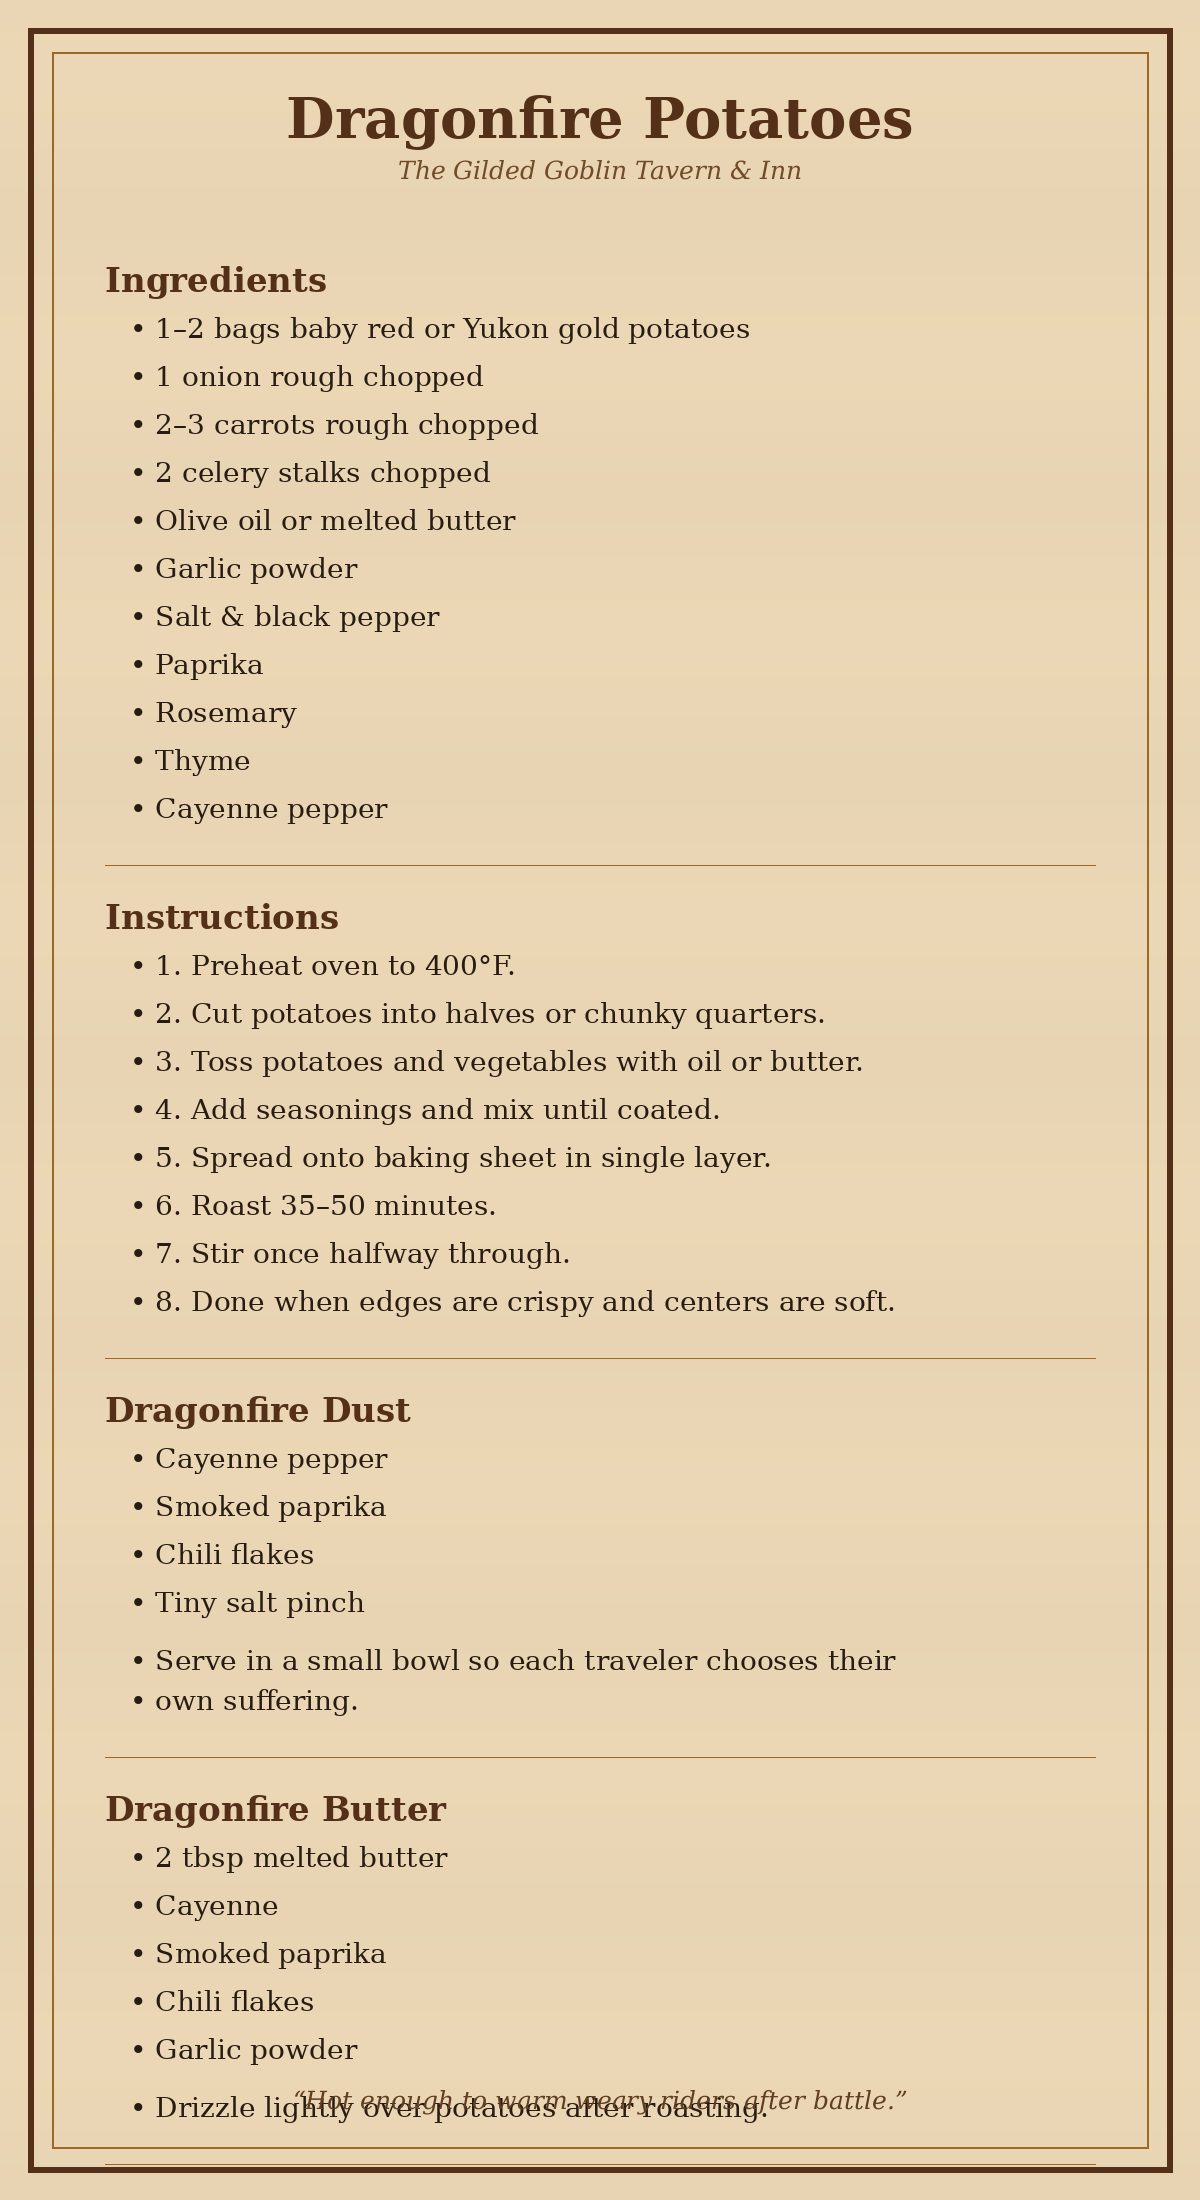 Dragonfire Potatoes
The Gilded Goblin Tavern & Inn
Ingredients
• 1–2 bags baby red or Yukon gold potatoes
• 1 onion rough chopped
• 2–3 carrots rough chopped
• 2 celery stalks chopped
• Olive oil or melted butter
• Garlic powder
• Salt & black pepper
• Paprika
• Rosemary
• Thyme
• Cayenne pepper
Instructions
• 1. Preheat oven to 400°F.
• 2. Cut potatoes into halves or chunky quarters.
• 3. Toss potatoes and vegetables with oil or butter.
• 4. Add seasonings and mix until coated.
• 5. Spread onto baking sheet in single layer.
• 6. Roast 35–50 minutes.
• 7. Stir once halfway through.
• 8. Done when edges are crispy and centers are soft.
Dragonfire Dust
• Cayenne pepper
• Smoked paprika
• Chili flakes
• Tiny salt pinch
• Serve in a small bowl so each traveler chooses their
• own suffering.
Dragonfire Butter
• 2 tbsp melted butter
• Cayenne
• Smoked paprika
• Chili flakes
• Garlic powder
“Hot enough to warm weary riders after battle.”
• Drizzle lightly over potatoes after roasting.